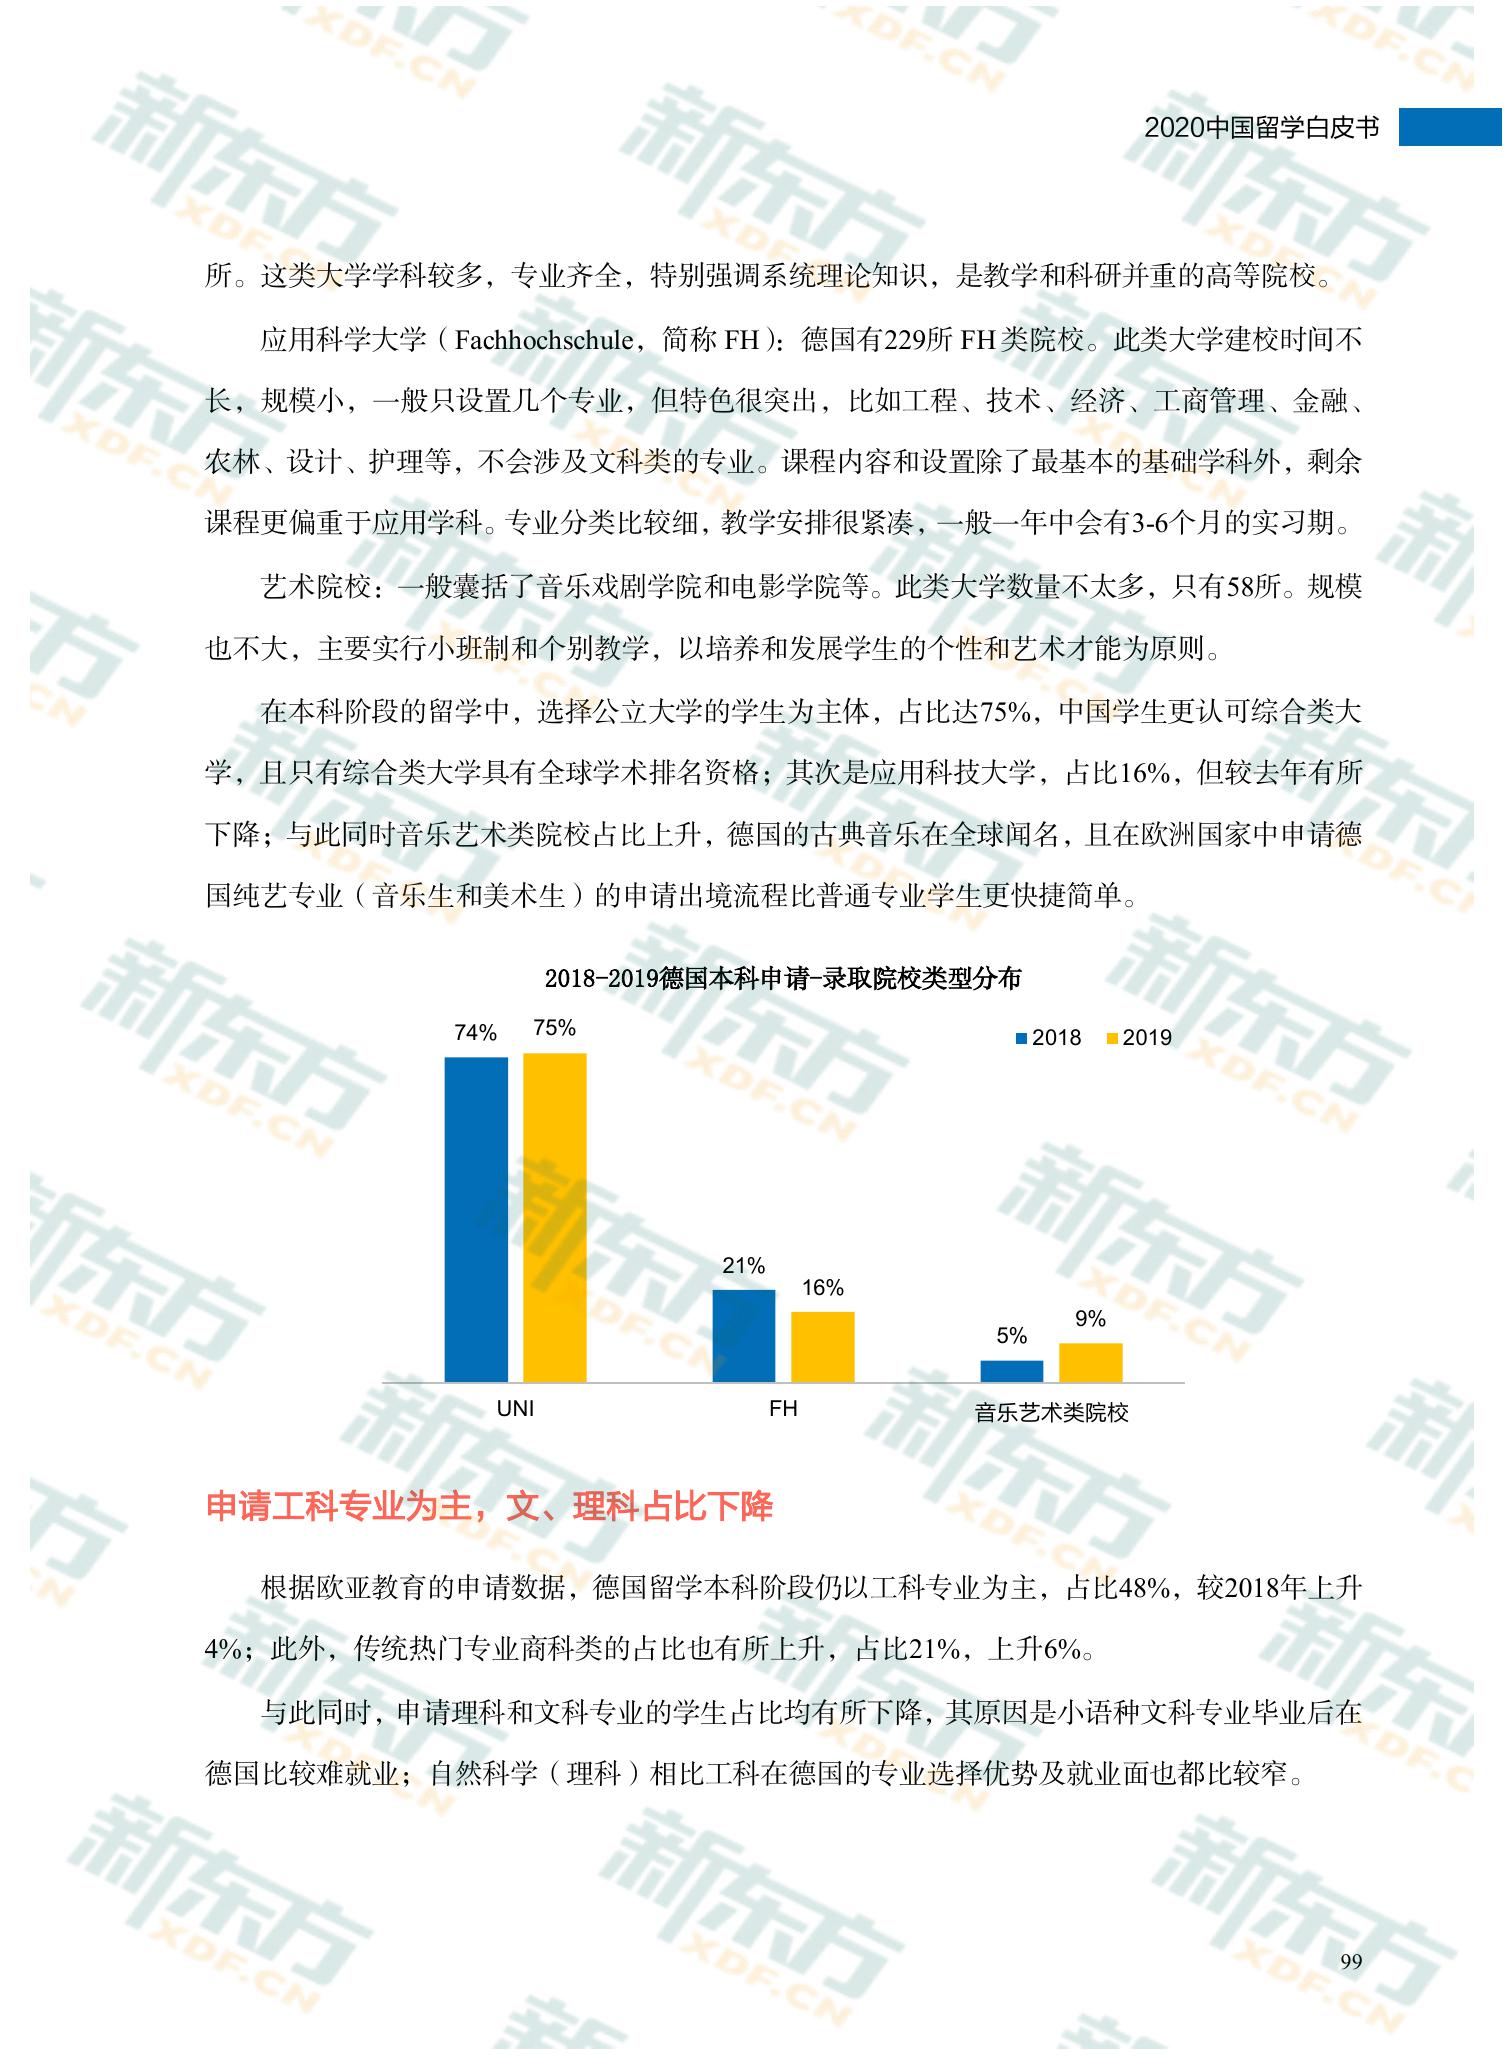 2020中国留学白皮书
所。这类大学学科较多，专业齐全，特别强调系统理论知识，是教学和科研并重的高等院校。
应用科学大学（Fachhochschule，简称 FH）：德国有229所 FH 类院校。此类大学建校时间不
长，规模小，一般只设置几个专业，但特色很突出，比如工程、技术、经济、工商管理、金融、
农林、设计、护理等，不会涉及文科类的专业。课程内容和设置除了最基本的基础学科外，剩余
课程更偏重于应用学科。专业分类比较细，教学安排很紧凑，一般一年中会有3-6个月的实习期。
艺术院校：一般囊括了音乐戏剧学院和电影学院等。此类大学数量不太多，只有58所。规模
也不大，主要实行小班制和个别教学，以培养和发展学生的个性和艺术才能为原则。
在本科阶段的留学中，选择公立大学的学生为主体，占比达75%，中国学生更认可综合类大
学，且只有综合类大学具有全球学术排名资格；其次是应用科技大学，占比16%，但较去年有所
下降；与此同时音乐艺术类院校占比上升，德国的古典音乐在全球闻名，且在欧洲国家中申请德
国纯艺专业（音乐生和美术生）的申请出境流程比普通专业学生更快捷简单。
2018-2019德国本科申请-录取院校类型分布
2018 2019
74% 75%
21% 16%
5% 9%
UNI FH 音乐艺术类院校
申请工科专业为主，文、理科占比下降
根据欧亚教育的申请数据，德国留学本科阶段仍以工科专业为主，占比48%，较2018年上升
4%；此外，传统热门专业商科类的占比也有所上升，占比21%，上升6%。
与此同时，申请理科和文科专业的学生占比均有所下降，其原因是小语种文科专业毕业后在
德国比较难就业；自然科学（理科）相比工科在德国的专业选择优势及就业面也都比较窄。
99
新东方
XDF.CN